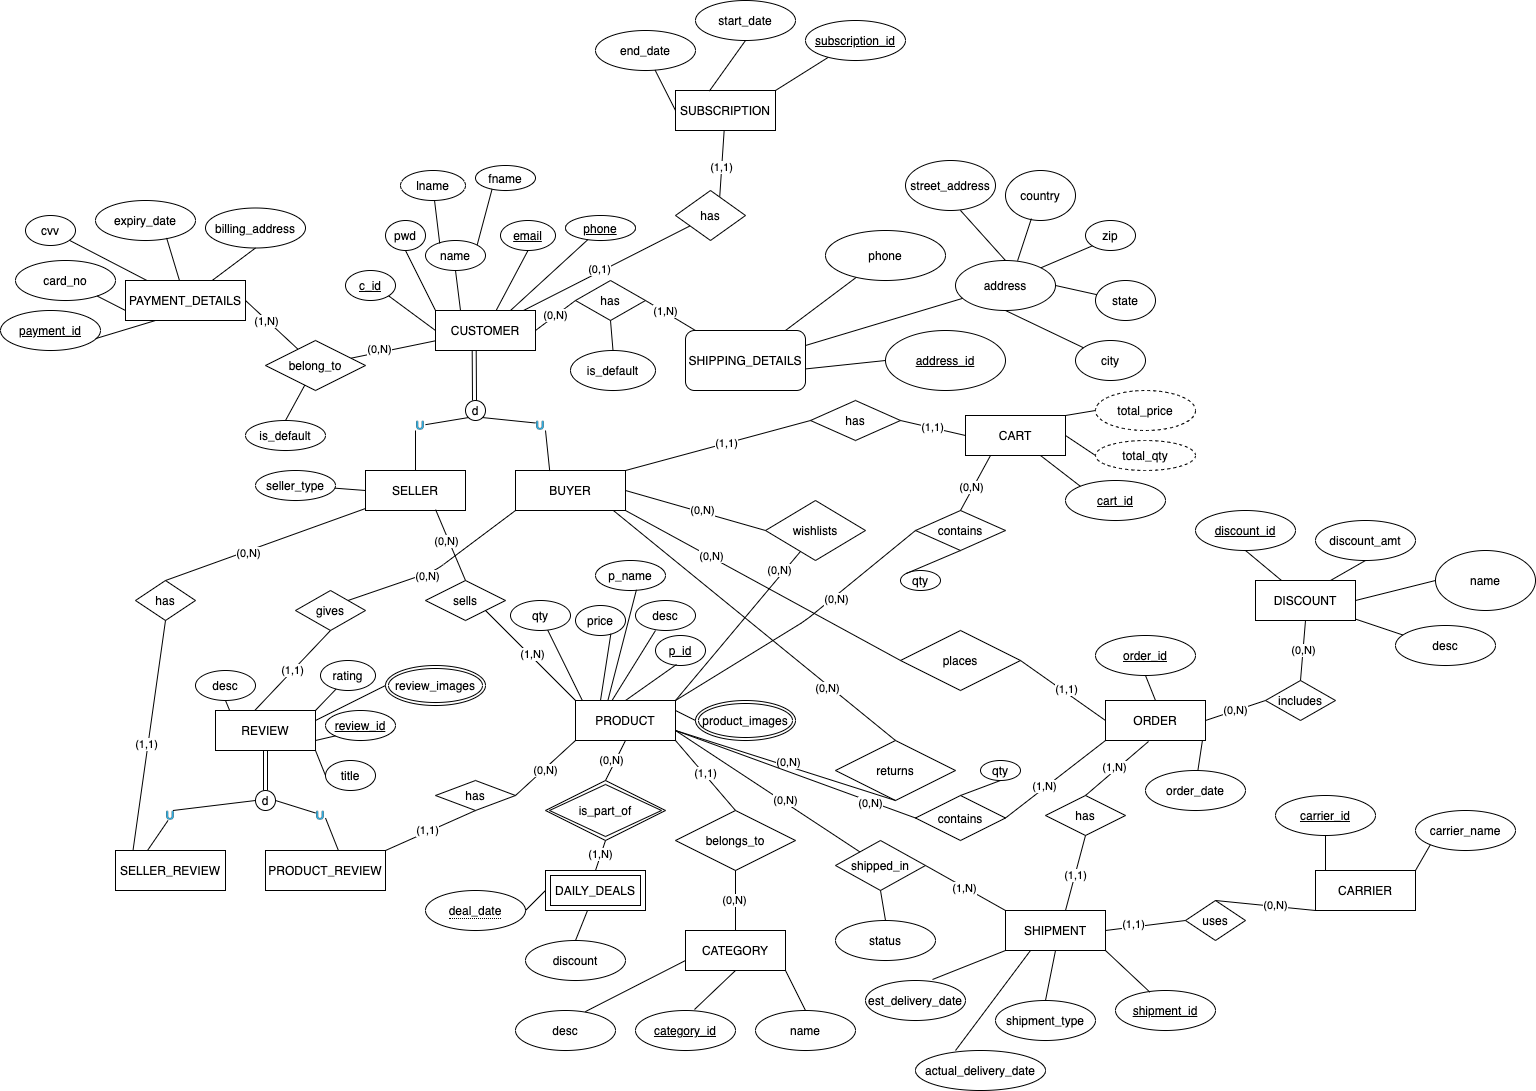 start_date
subscription_id
end_date
SUBSCRIPTION
(1,1)
has
lname
fname
street_address
country
cvv
expiry_date
billing_address
pwd
name
email
phone
zip
phone
(0,1)
card_no
c_id
address
state
PAYMENT_DETAILS
has
payment_id
(1,N)
(0,N)
(1,N)
CUSTOMER
(0,N)
SHIPPING_DETAILS
address_id
city
belong_to
is_default
d
total_price
is_default
U
U
has
(1,1)
CART
(1,1)
total_qty
seller_type
SELLER
BUYER
(0,N)
cart_id
(0,N)
wishlists
contains
discount_id
discount_amt
(0,N)
(0,N)
(0,N)
(0,N)
(0,N)
p_name
qty
name
has
gives
sells
qty
price
desc
(0,N)
DISCOUNT
desc
(1,N)
p_id
(0,N)
order_id
places
(1,1)
desc
rating
review_images
(0,N)
(1,1)
includes
REVIEW
review_id
PRODUCT
product_images
ORDER
(0,N)
(1,1)
title
(0,N)
(0,N)
(1,1)
(0,N)
returns
qty
(1,N)
order_date
d
has
(0,N)
(0,N)
(1,N)
U
U
is_part_of
contains
has
carrier_id
carrier_name
(1,1)
belongs_to
(1,N)
shipped_in
SELLER_REVIEW
PRODUCT_REVIEW
DAILY_DEALS
(1,N)
(1,1)
CARRIER
deal_date
(0,N)
(0,N)
status
SHIPMENT
(1,1)
uses
discount
CATEGORY
est_delivery_date
desc
category_id
name
shipment_type
shipment_id
actual_delivery_date